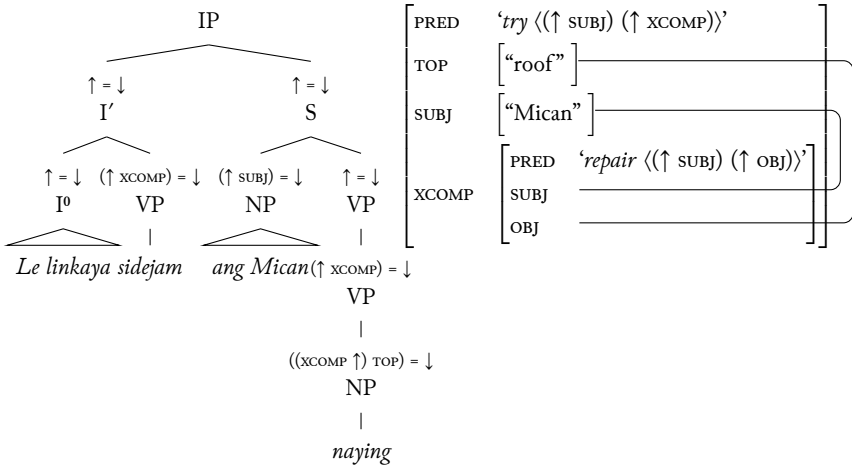 IP
↑ = ↓
I′
↑ = ↓
S
↑ = ↓
I⁰
(↑ XCOMP) = ↓
VP
(↑ SUBJ) = ↓
NP
↑ = ↓
VP
Le linkaya sidejam
ang Mican
(↑ XCOMP) = ↓
VP
((XCOMP ↑) TOP) = ↓
NP
naying
PRED ‘try ⟨(↑ SUBJ) (↑ XCOMP)⟩’
TOP [“roof”]
SUBJ [“Mican”]
XCOMP
PRED ‘repair ⟨(↑ SUBJ) (↑ OBJ)⟩’
SUBJ
OBJ